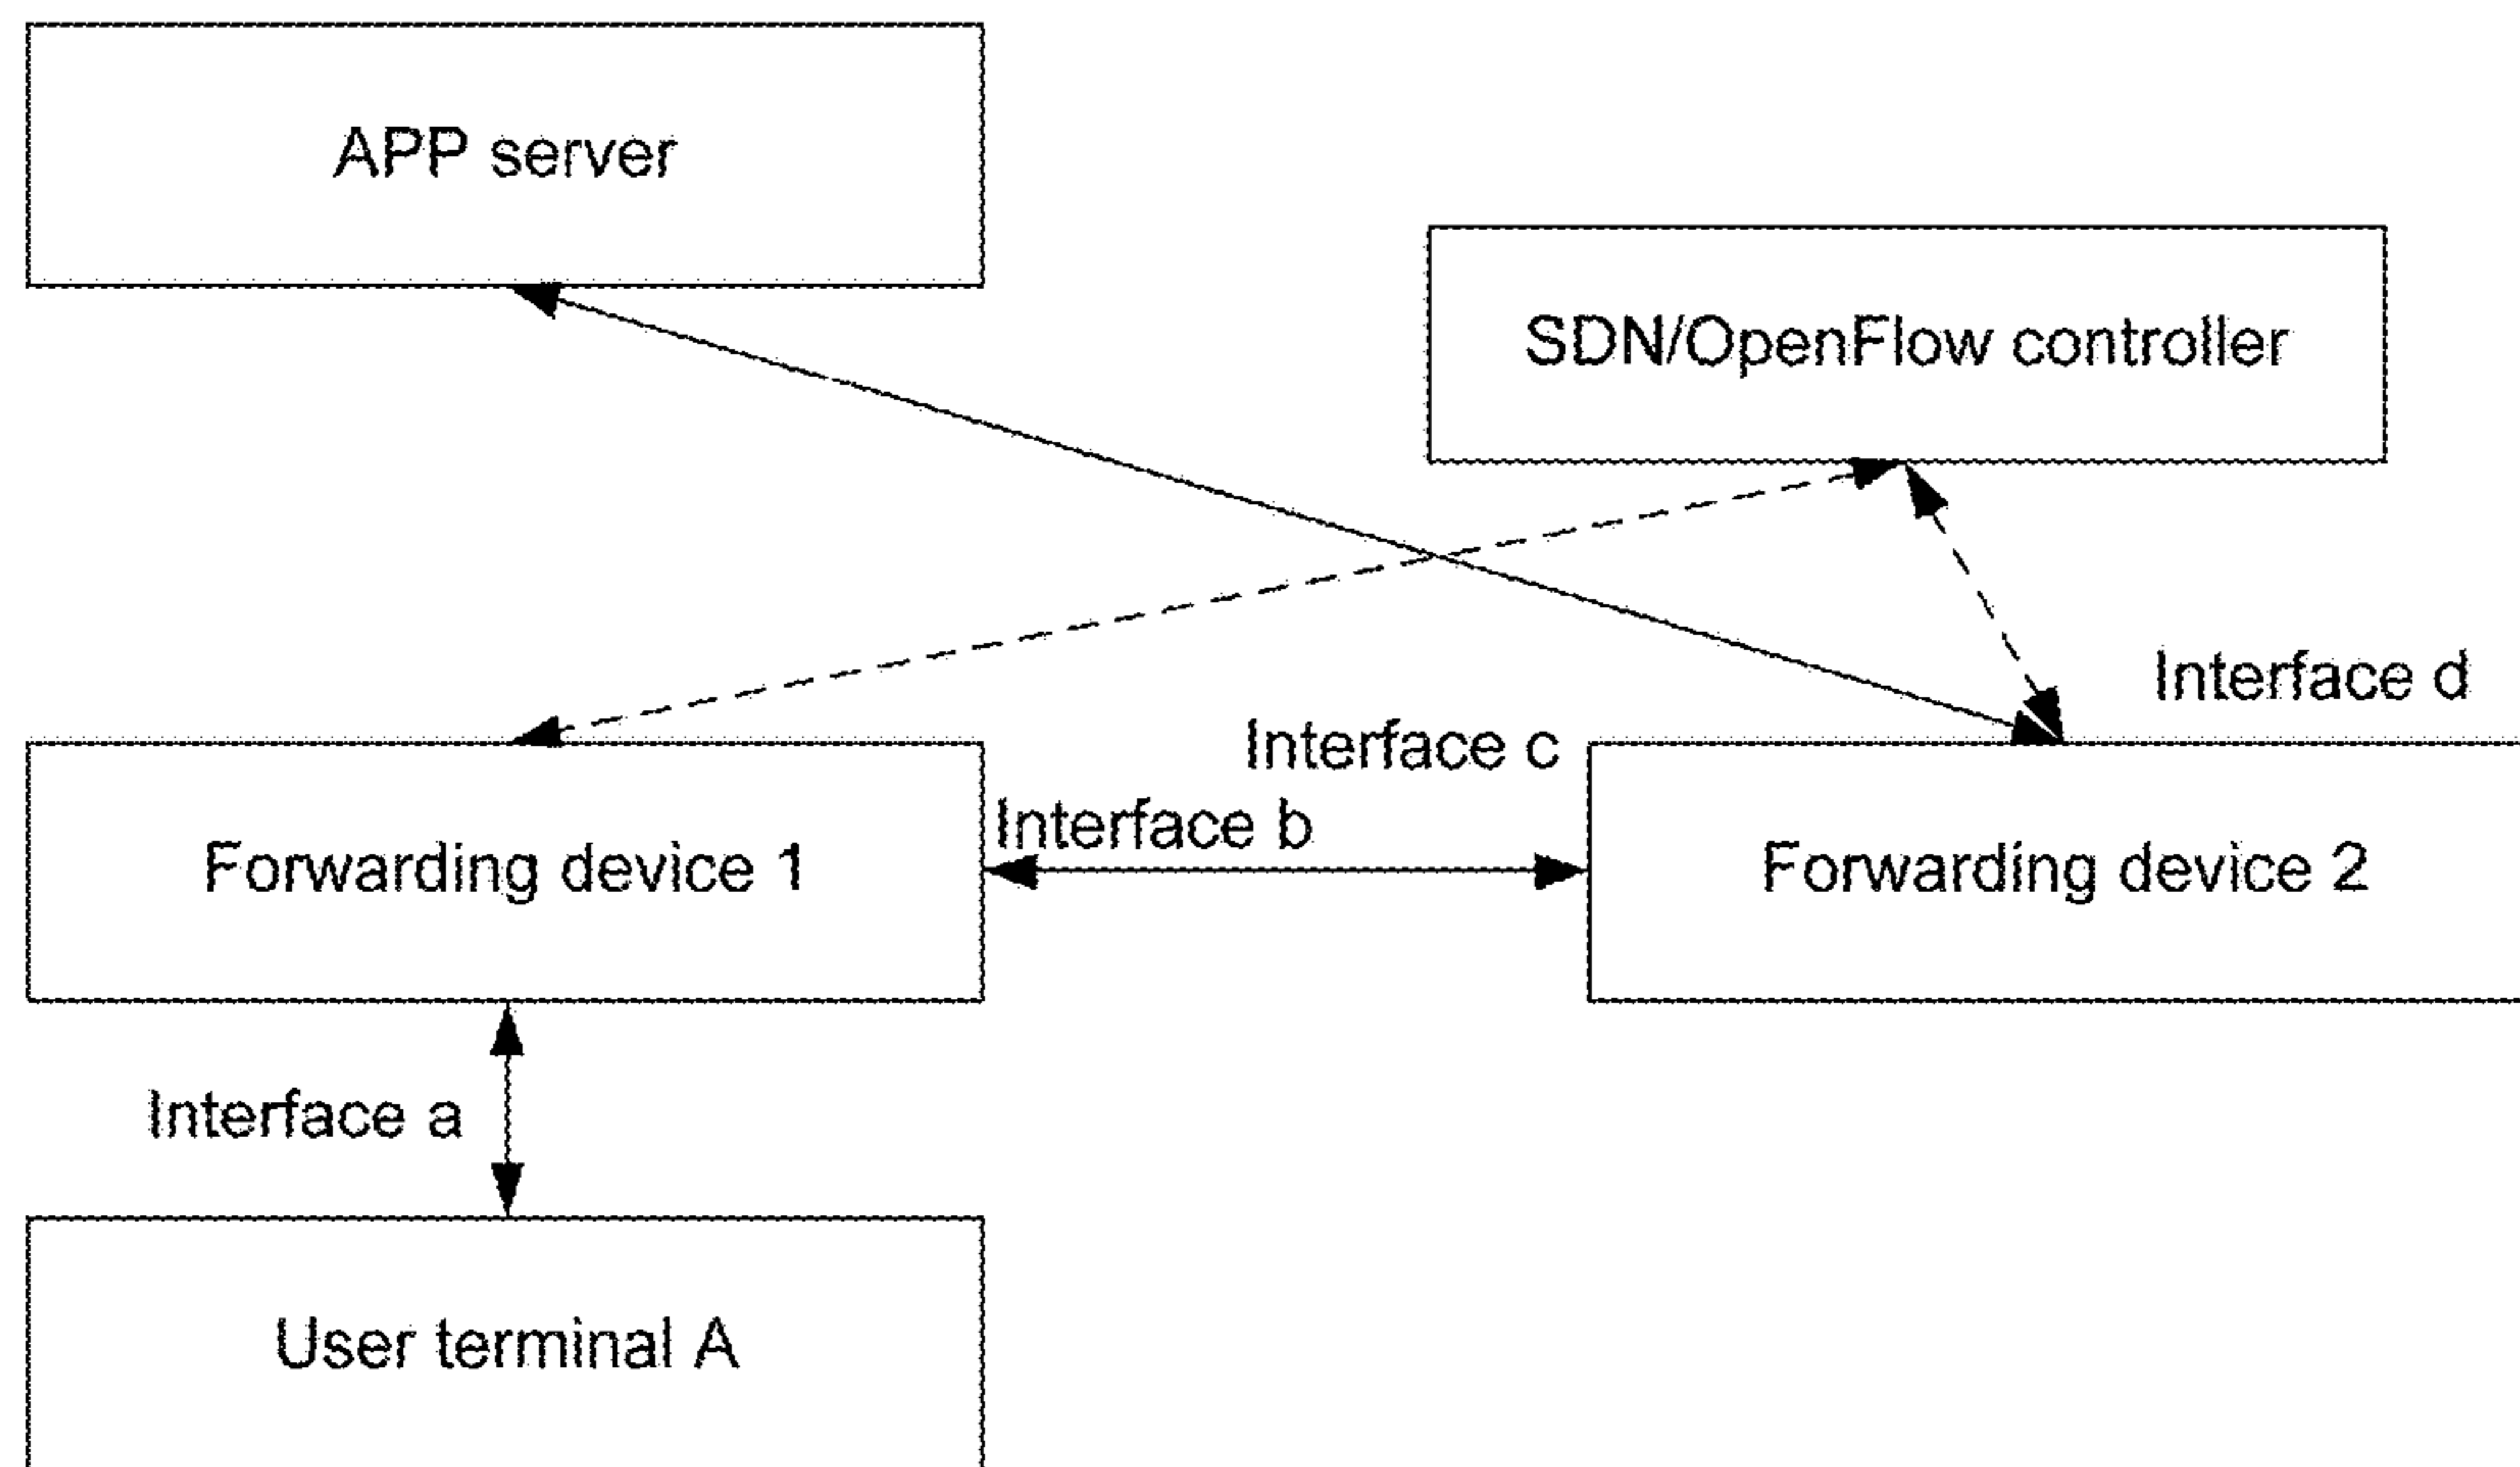 APP server
SDN/OpenFlow controller
Interface d
Interface c
Interface b
Forwarding device 1
Forwarding device 2
Interface a
User terminal A